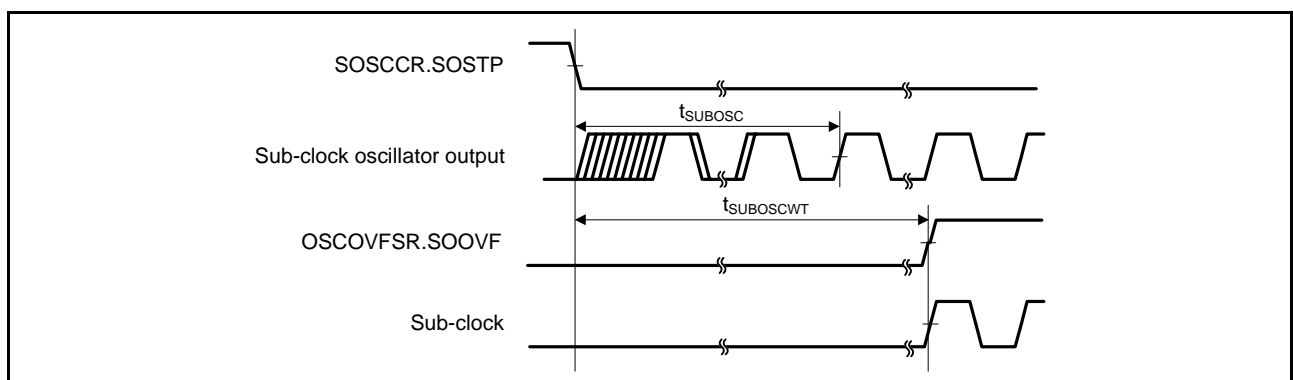 SOSCCR.SOSTP
tSUBOSC
Sub-clock oscillator output
tSUBOSCWT
OSCOVFSR.SOOVF
Sub-clock